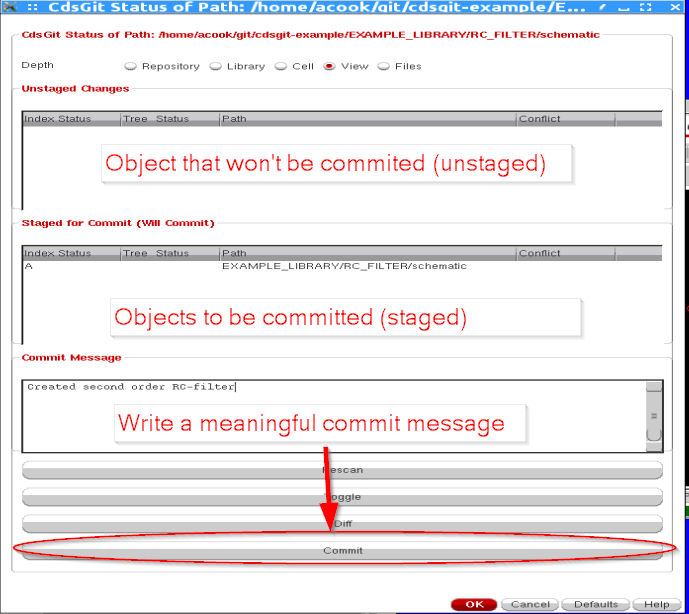 CdsGit Status of Path: /home/acook/git/cdsgit-example/E...
CdsGit Status of Path: /home/acook/git/cdsgit-example/EXAMPLE_LIBRARY/RC_FILTER/schematic
Depth Repository Library Cell View Files
Unstaged Changes
Index Status Tree Status Path Conflict
Object that won't be commited (unstaged)
Staged for Commit (Will Commit)
Index Status Tree Status Path Conflict
A EXAMPLE_LIBRARY/RC_FILTER/schematic
Objects to be committed (staged)
Commit Message
Created second order RC-filter
Write a meaningful commit message
Rescan
Toggle
Diff
Commit
OK Cancel Defaults Help